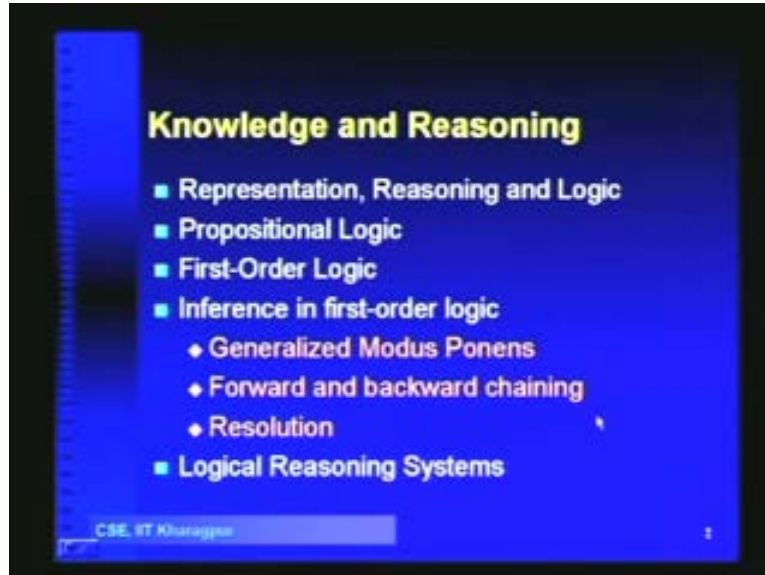 Knowledge and Reasoning
Representation, Reasoning and Logic
Propositional Logic
First-Order Logic
Inference in first-order logic
Generalized Modus Ponens
Forward and backward chaining
Resolution
Logical Reasoning Systems
CSE, IIT Kharagpur